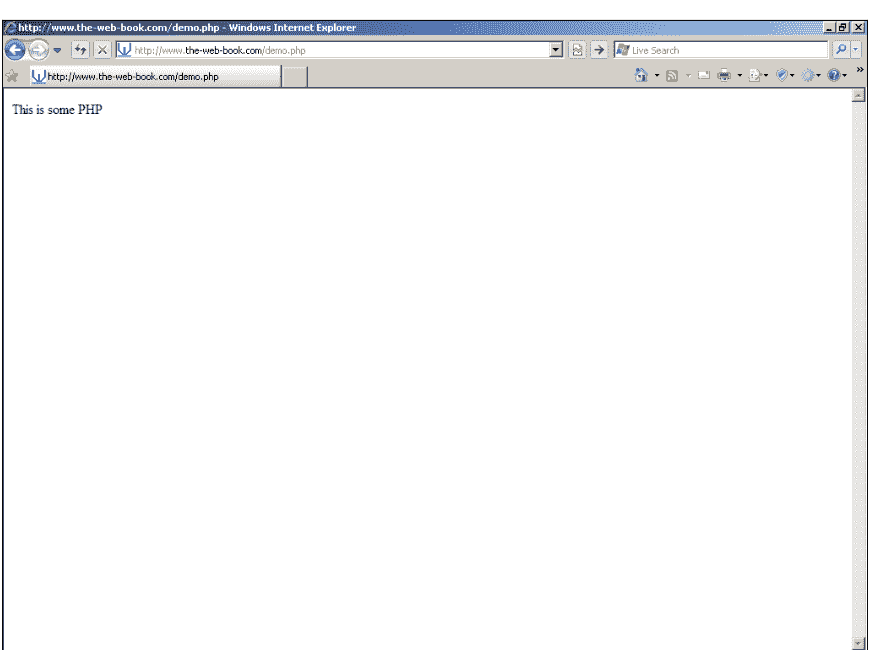 http://www.the-web-book.com/demo.php - Windows Internet Explorer
http://www.the-web-book.com/demo.php
Live Search
http://www.the-web-book.com/demo.php
This is some PHP